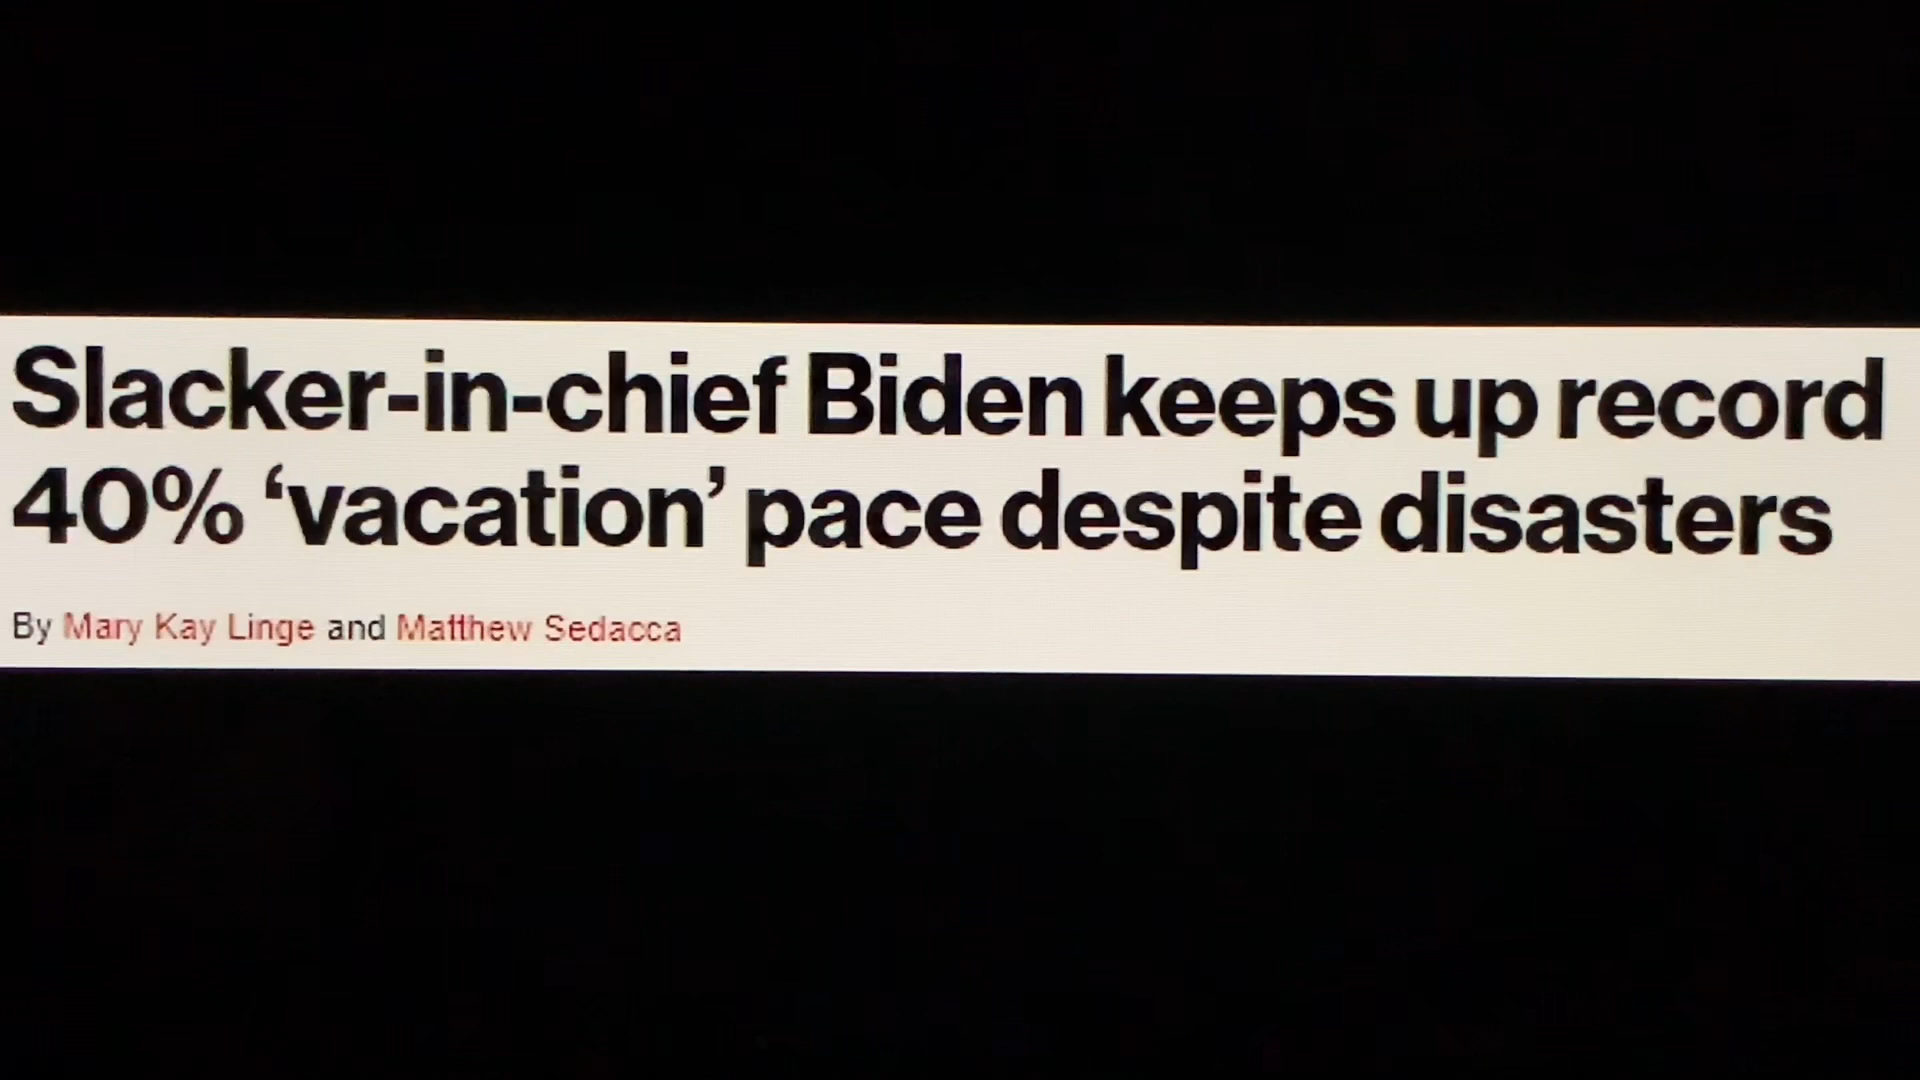 Slacker-in-chief Biden keeps up record
40% ‘vacation’ pace despite disasters
By Mary Kay Linge and Matthew Sedacca